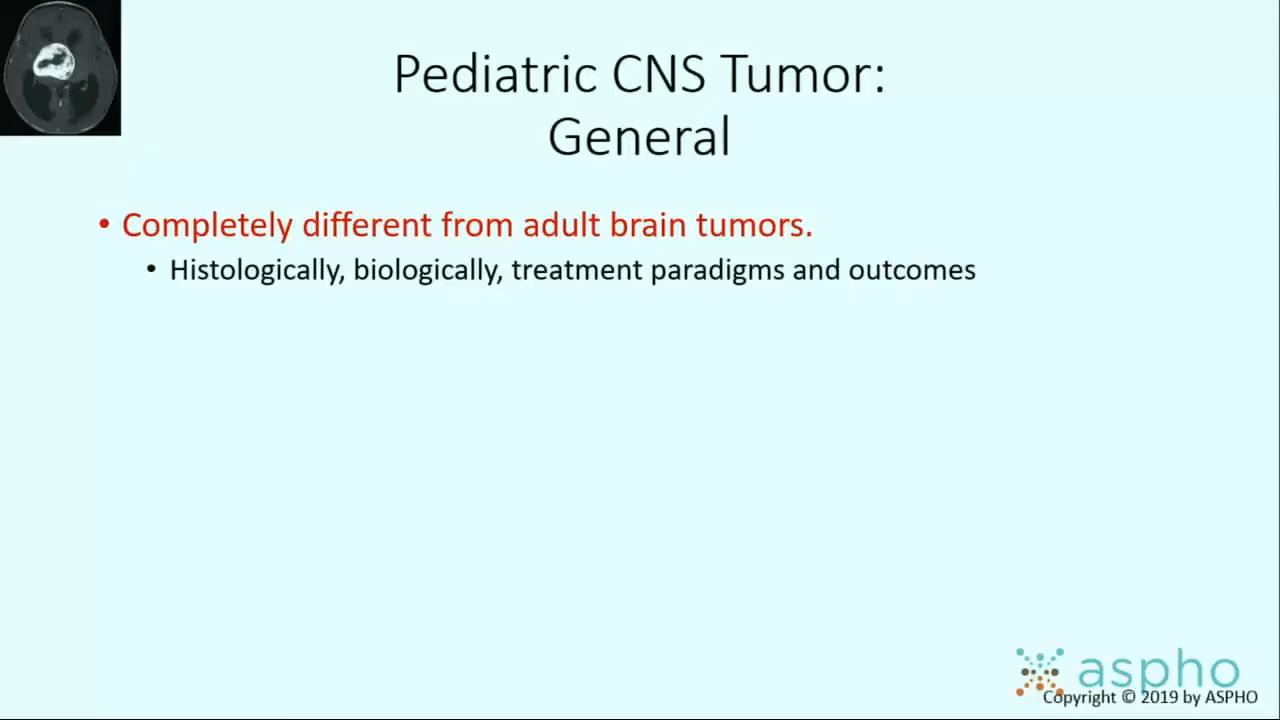 Pediatric CNS Tumor:
General
• Completely different from adult brain tumors.
• Histologically, biologically, treatment paradigms and outcomes
aspho
Copyright © 2019 by ASPHO